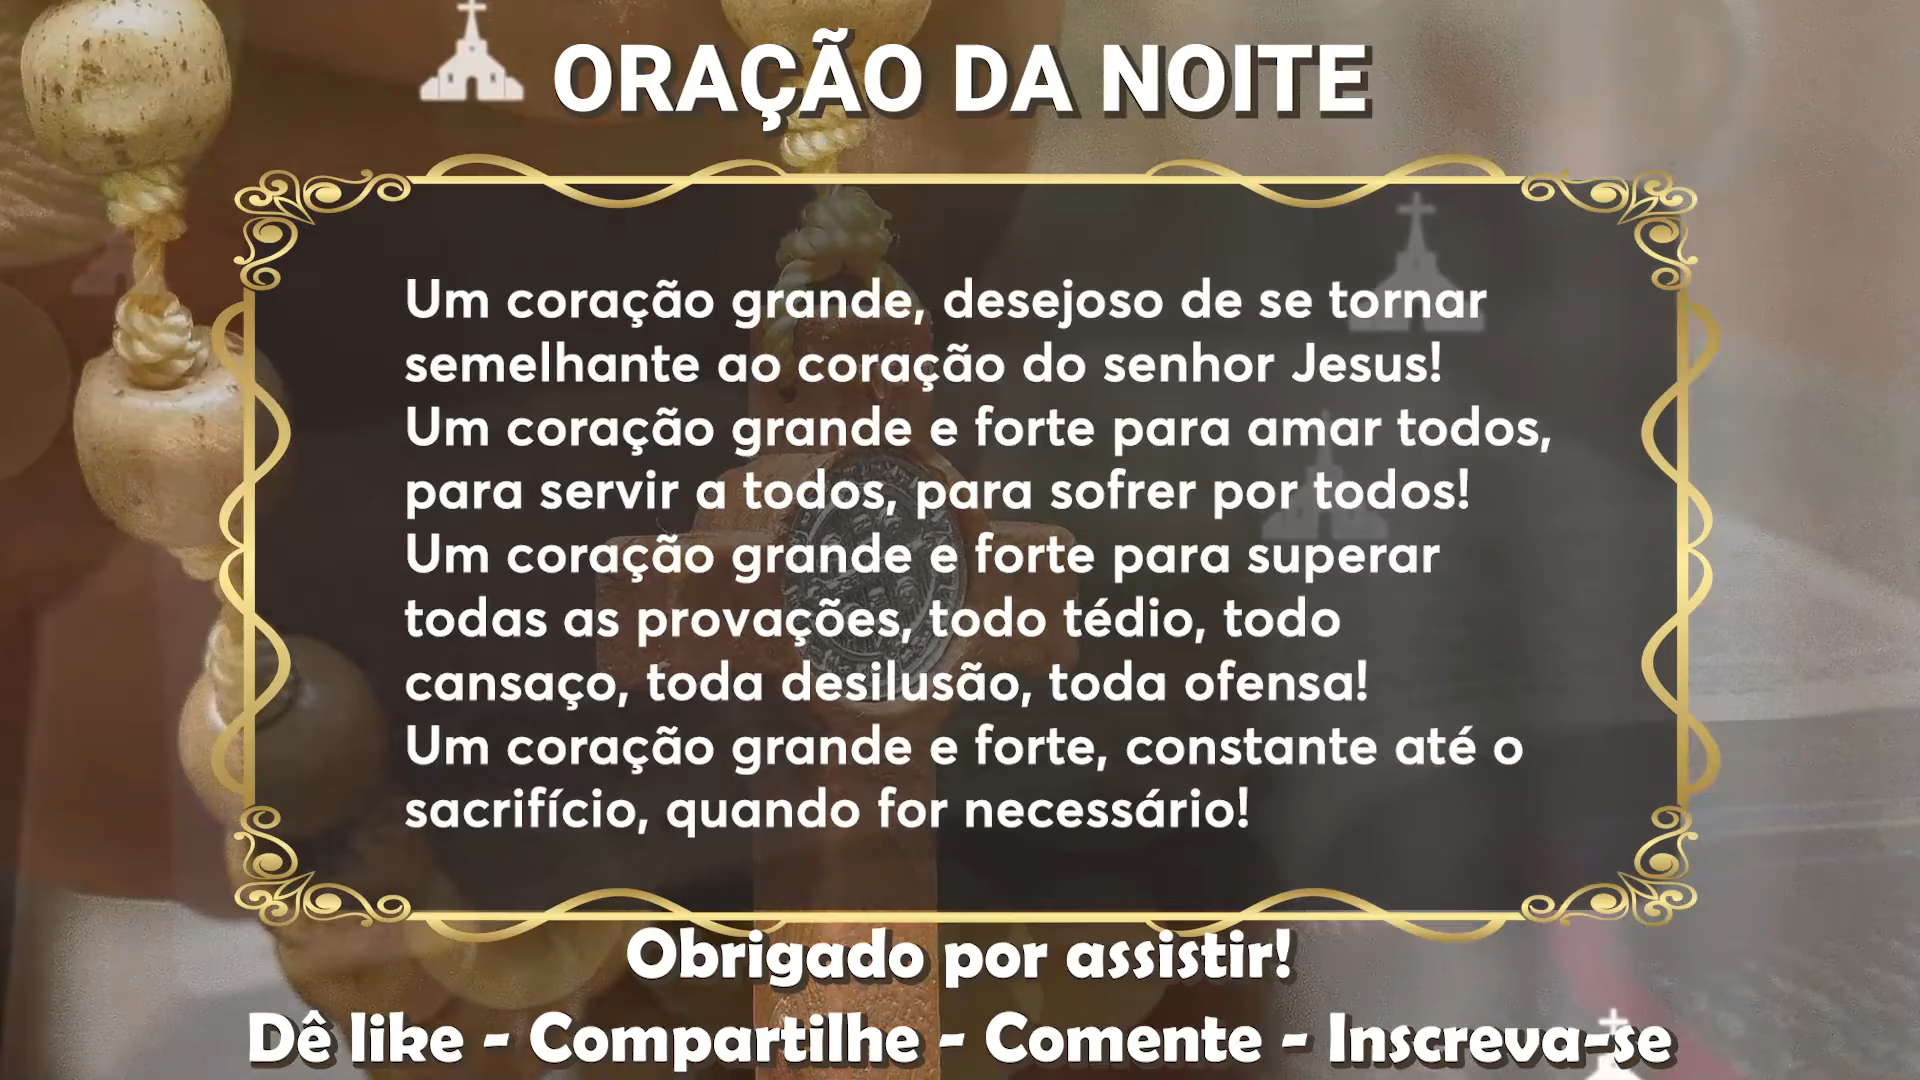 ORAÇÃO DA NOITE
Um coração grande, desejoso de se tornar
semelhante ao coração do senhor Jesus!
Um coração grande e forte para amar todos,
para servir a todos, para sofrer por todos!
Um coração grande e forte para superar
todas as provações, todo tédio, todo
cansaço, toda desilusão, toda ofensa!
Um coração grande e forte, constante até o
sacrifício, quando for necessário!
Obrigado por assistir!
Dê like - Compartilhe - Comente - Inscreva-se